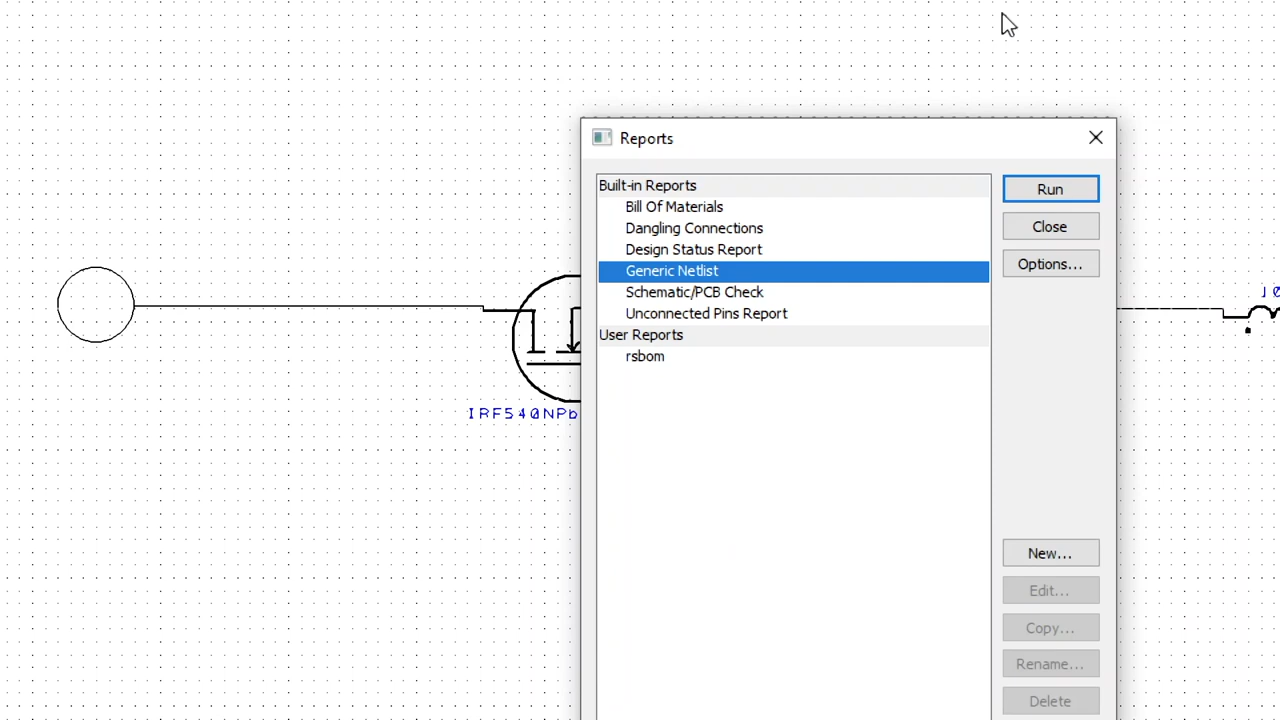 Reports
Built-in Reports
Bill Of Materials
Dangling Connections
Design Status Report
Generic Netlist
Schematic/PCB Check
Unconnected Pins Report
User Reports
rsbom
Run
Close
Options...
New...
Edit...
Copy...
Rename...
Delete
IRF540NPb